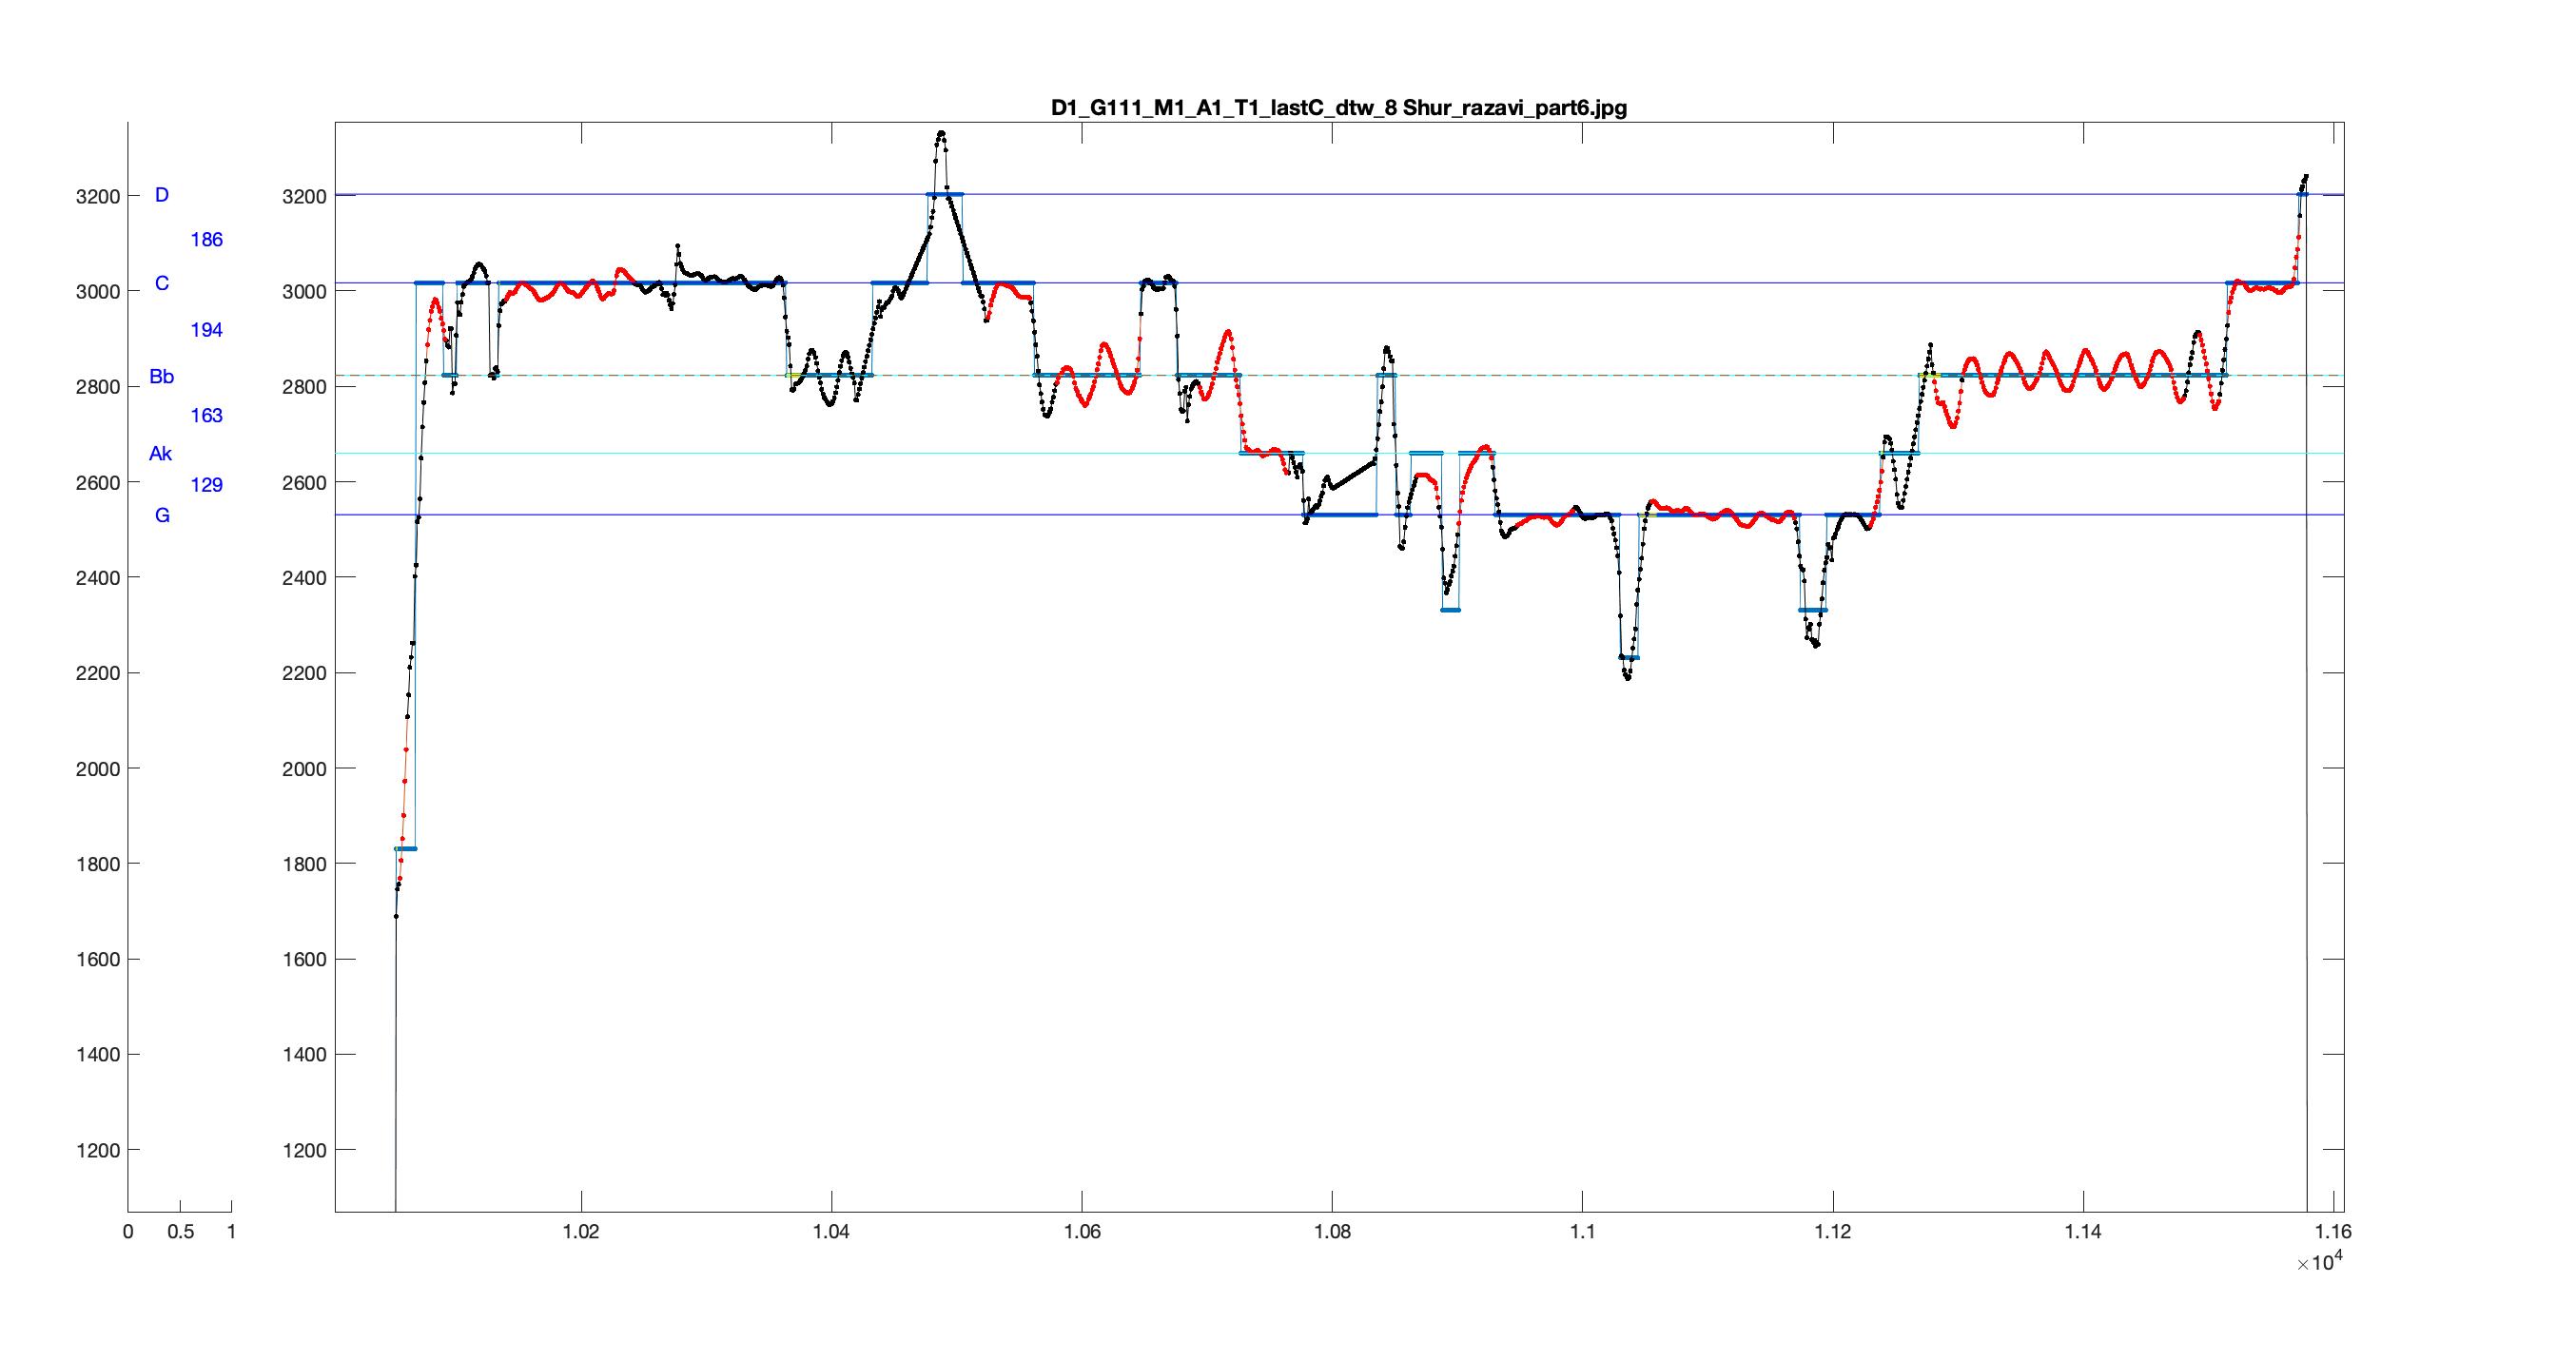 D1_G111_M1_A1_T1_lastC_dtw_8 Shur_razavi_part6.jpg
3200 D 3200
186
3000 C 3000
194
2800 Bb 2800
163
Ak
2600 129 2600
G
2400 2400
2200 2200
2000 2000
1800 1800
1600 1600
1400 1400
1200 1200
0 0.5 1 1.02 1.04 1.06 1.08 1.1 1.12 1.14 1.16
×10^4